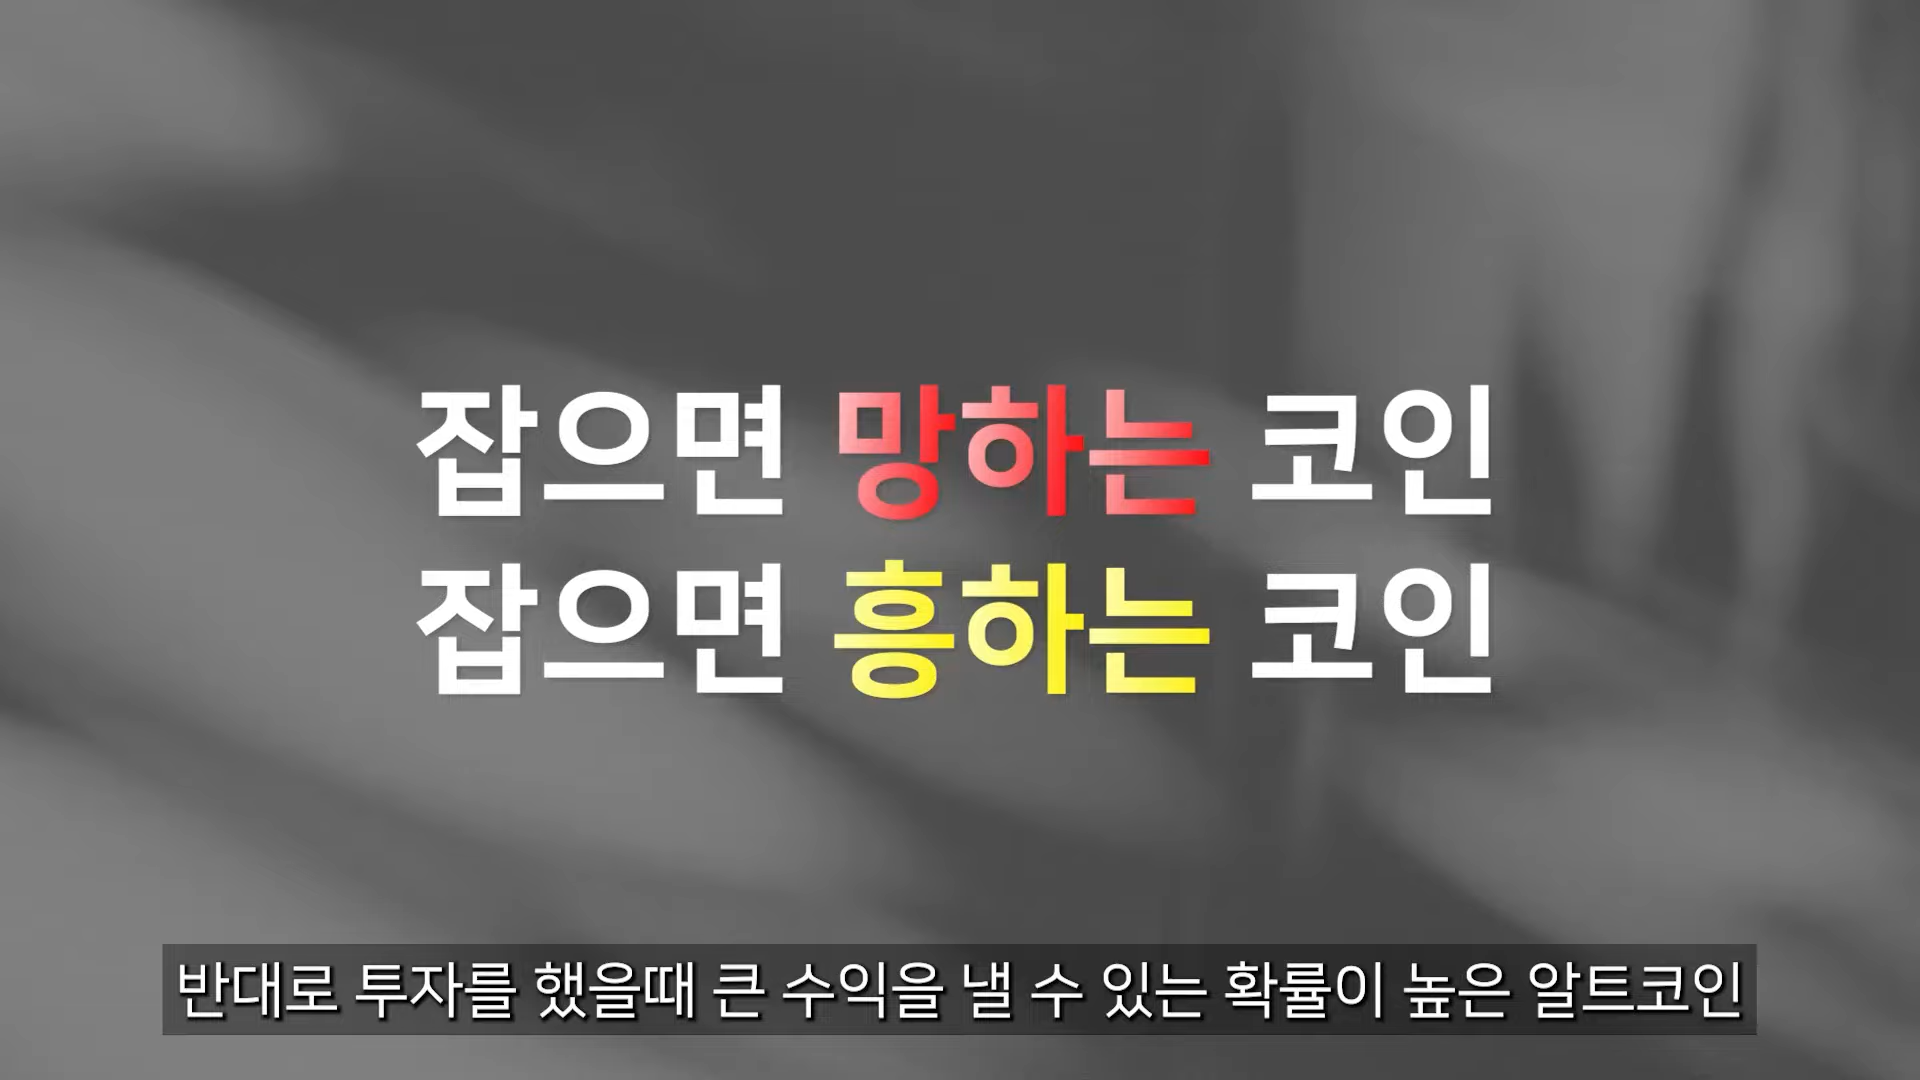 잡으면 망하는 코인
잡으면 흥하는 코인
반대로 투자를 했을때 큰 수익을 낼 수 있는 확률이 높은 알트코인